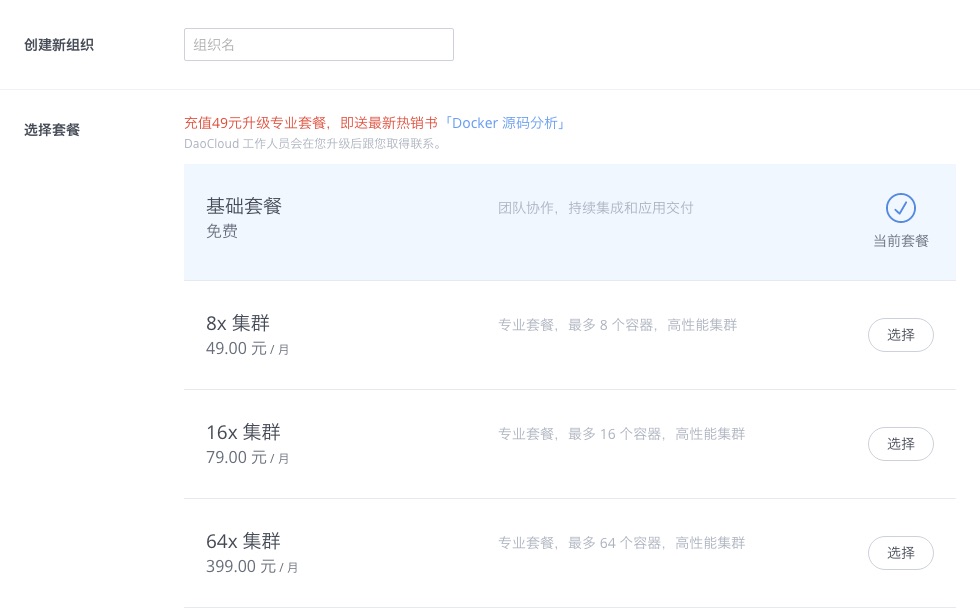 创建新组织
组织名
选择套餐
充值49元升级专业套餐，即送最新热销书「Docker 源码分析」
DaoCloud 工作人员会在您升级后跟您取得联系。
基础套餐
团队协作，持续集成和应用交付
免费
当前套餐
8x 集群
专业套餐，最多 8 个容器，高性能集群
选择
49.00 元 / 月
16x 集群
专业套餐，最多 16 个容器，高性能集群
选择
79.00 元 / 月
64x 集群
专业套餐，最多 64 个容器，高性能集群
选择
399.00 元 / 月